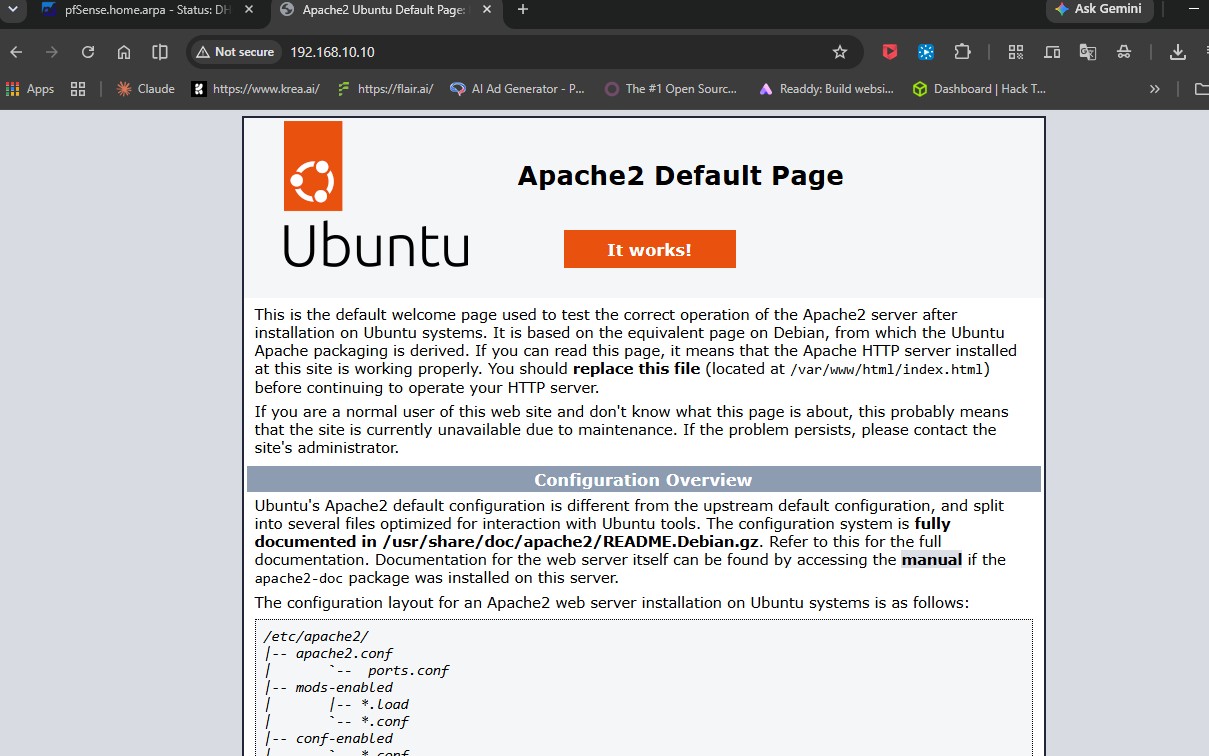 pfSense.home.arpa - Status: DH
Apache2 Ubuntu Default Page:
Ask Gemini
Not secure
192.168.10.10
Apps
Claude
https://www.krea.ai/
https://flair.ai/
AI Ad Generator - P...
The #1 Open Sourc...
Readdy: Build websi...
Dashboard | Hack T...
Ubuntu
Apache2 Default Page
It works!
This is the default welcome page used to test the correct operation of the Apache2 server after
installation on Ubuntu systems. It is based on the equivalent page on Debian, from which the Ubuntu
Apache packaging is derived. If you can read this page, it means that the Apache HTTP server installed
at this site is working properly. You should replace this file (located at /var/www/html/index.html)
before continuing to operate your HTTP server.
If you are a normal user of this web site and don't know what this page is about, this probably means
that the site is currently unavailable due to maintenance. If the problem persists, please contact the
site's administrator.
Configuration Overview
Ubuntu's Apache2 default configuration is different from the upstream default configuration, and split
into several files optimized for interaction with Ubuntu tools. The configuration system is fully
documented in /usr/share/doc/apache2/README.Debian.gz. Refer to this for the full
documentation. Documentation for the web server itself can be found by accessing the manual if the
apache2-doc package was installed on this server.
The configuration layout for an Apache2 web server installation on Ubuntu systems is as follows:
/etc/apache2/
|-- apache2.conf
|       `--  ports.conf
|-- mods-enabled
|       |-- *.load
|       `-- *.conf
|-- conf-enabled
|       `-- *.conf